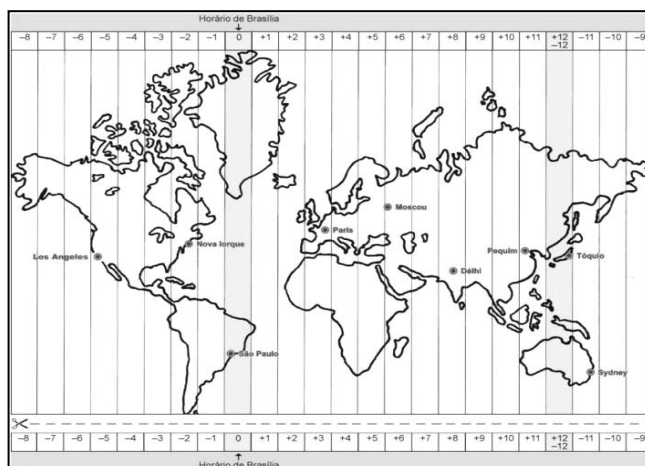 Horário de Brasília
−8 −7 −6 −5 −4 −3 −2 −1 0 +1 +2 +3 +4 +5 +6 +7 +8 +9 +10 +11 +12 −12 −11 −10 −9
Moscou
Nova Iorque
Paris
Los Angeles
Pequim
Tóquio
Délhi
São Paulo
Sydney
−8 −7 −6 −5 −4 −3 −2 −1 0 +1 +2 +3 +4 +5 +6 +7 +8 +9 +10 +11 +12 −12 −11 −10 −9
Horário de Brasília